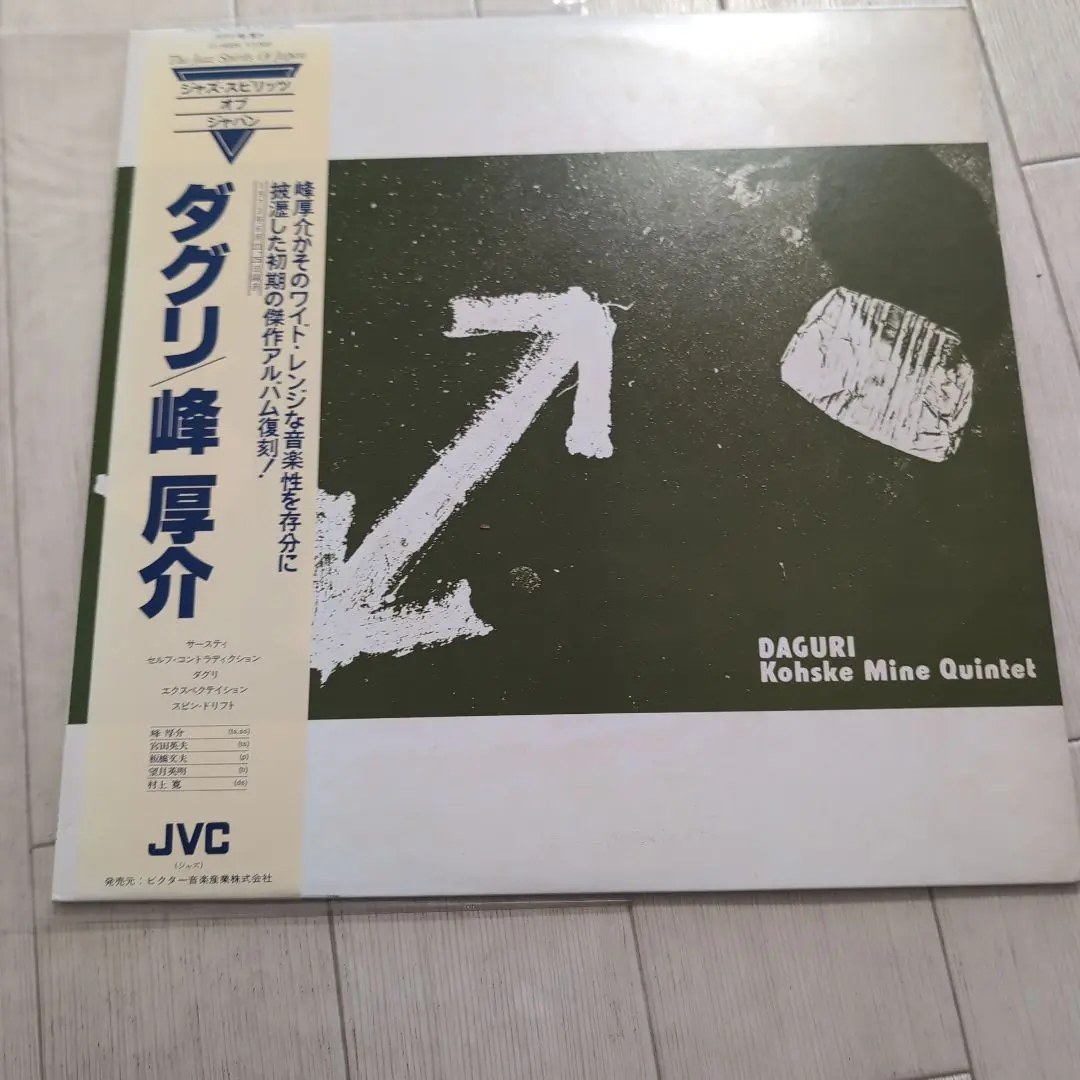 The Jazz Spirits Of Japan
ジャズ・スピリッツ
オブ
ジャパン
峰厚介がそのワイド・レンジな音楽性を存分に
披瀝した初期の傑作アルバム復刻!
ダグリ/峰 厚介
サースティ
セルフ・コントラディクション
ダグリ
エクスペクテイション
スピン・ドリフト
峰 厚介 (ts,ss)
宮田英夫 (ts)
板橋文夫 (p)
望月英明 (b)
村上 寛 (ds)
JVC
(ジャズ)
発売元:ビクター音楽産業株式会社
DAGURI
Kohske Mine Quintet